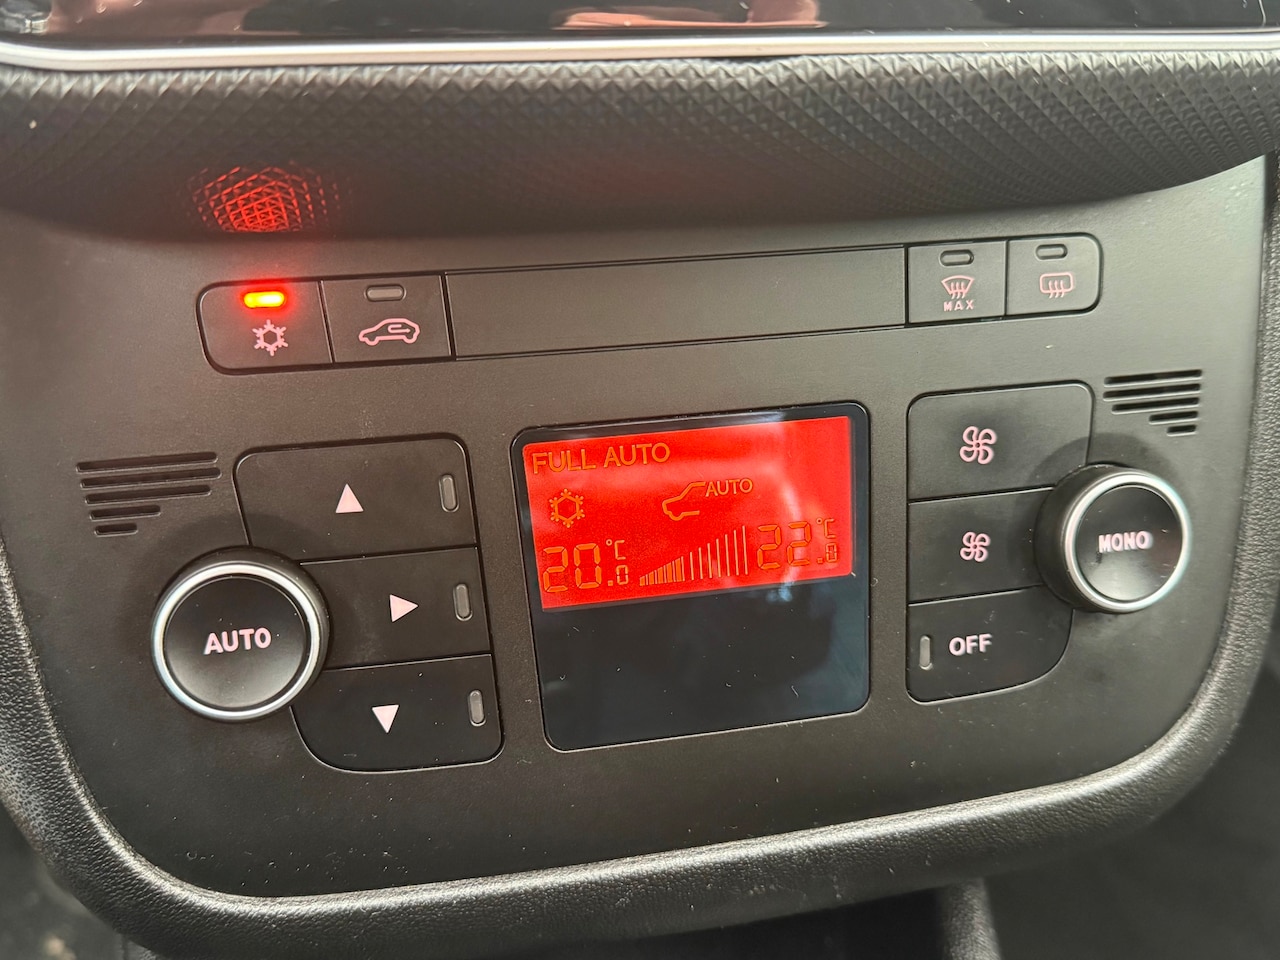 MAX
FULL AUTO
AUTO
20.0 °C
22.0 °C
AUTO
MONO
OFF